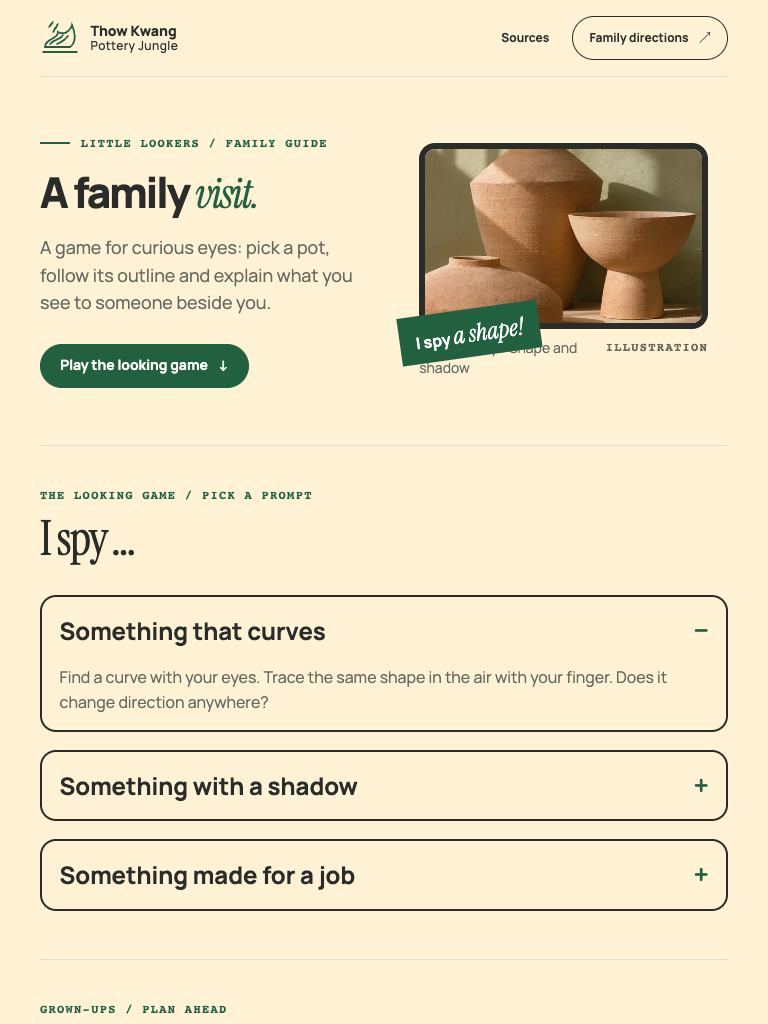 Thow Kwang
Pottery Jungle
Sources
Family directions ↗
LITTLE LOOKERS / FAMILY GUIDE
A family visit.
A game for curious eyes: pick a pot,
follow its outline and explain what you
see to someone beside you.
Play the looking game ↓
I spy a shape!
shape and
shadow
ILLUSTRATION
THE LOOKING GAME / PICK A PROMPT
I spy ...
Something that curves −
Find a curve with your eyes. Trace the same shape in the air with your finger. Does it
change direction anywhere?
Something with a shadow +
Something made for a job +
GROWN-UPS / PLAN AHEAD